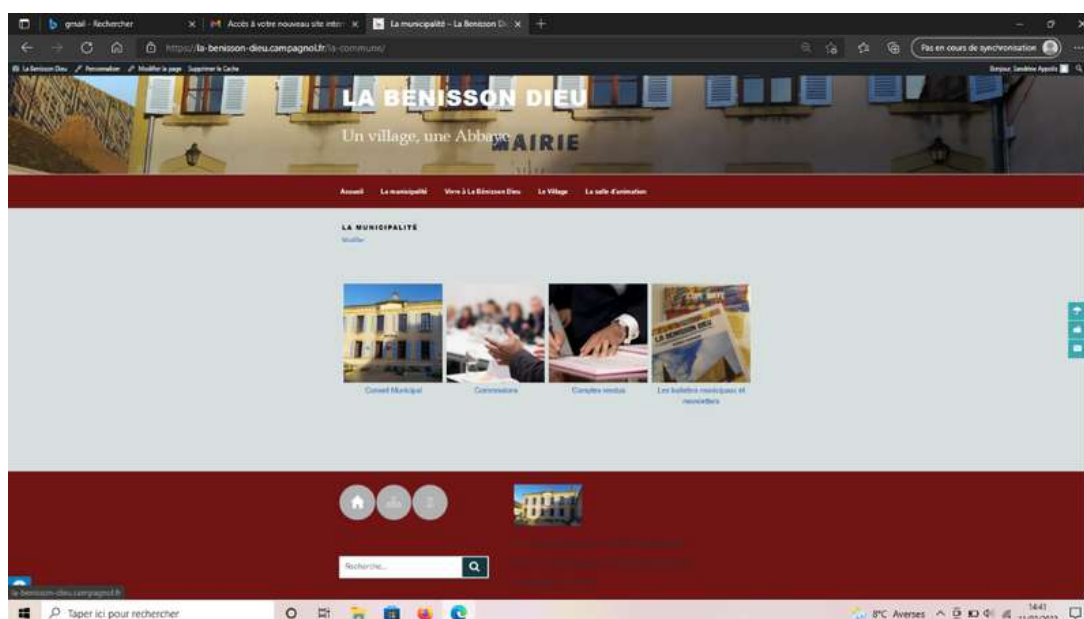 gmail - Rechercher
Accès à votre nouveau site inter
La municipalité – La Benisson D
https://la-benisson-dieu.campagnol.fr/la-commune/
Pas en cours de synchronisation
La Benisson Dieu Personnaliser Modifier la page Supprimer le Cache
Bonjour, Sandrine Appolis
LA BENISSON DIEU
Un village, une Abbaye
MAIRIE
Accueil La municipalité Vivre à La Bénisson Dieu Le Village La salle d'animation
LA MUNICIPALITÉ
Modifier
LA BENISSON DIEU
Conseil Municipal Commissions Comptes rendus Les bulletins municipaux et
newsletters
Recherche...
la-benisson-dieu.campagnol.fr
Taper ici pour rechercher
8°C Averses
14:41